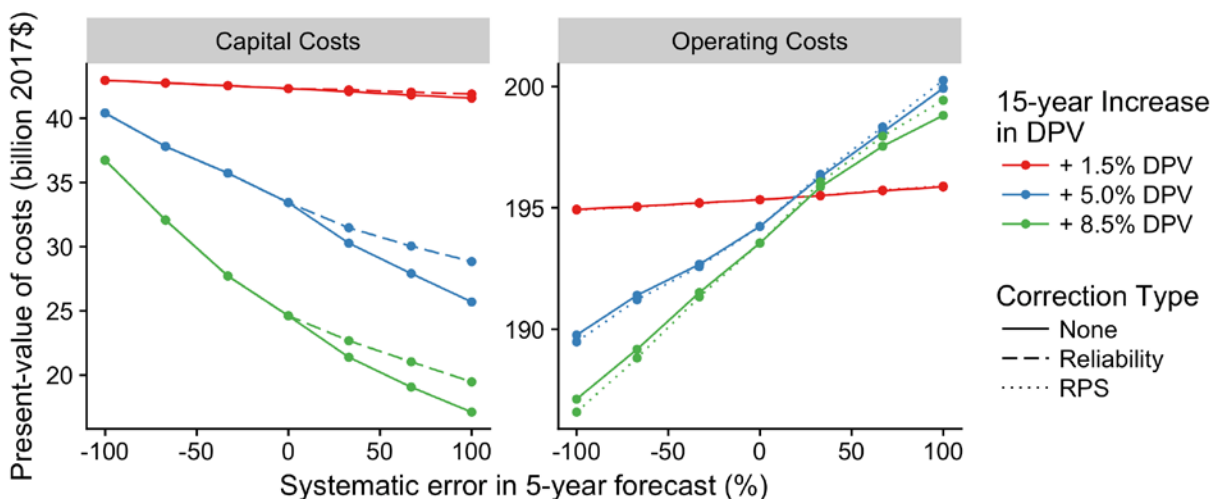 Capital Costs
Operating Costs
Present-value of costs (billion 2017$)
40
35
30
25
20
200
195
190
-100
-50
0
50
100
-100
-50
0
50
100
Systematic error in 5-year forecast (%)
15-year Increase
in DPV
+ 1.5% DPV
+ 5.0% DPV
+ 8.5% DPV
Correction Type
None
Reliability
RPS